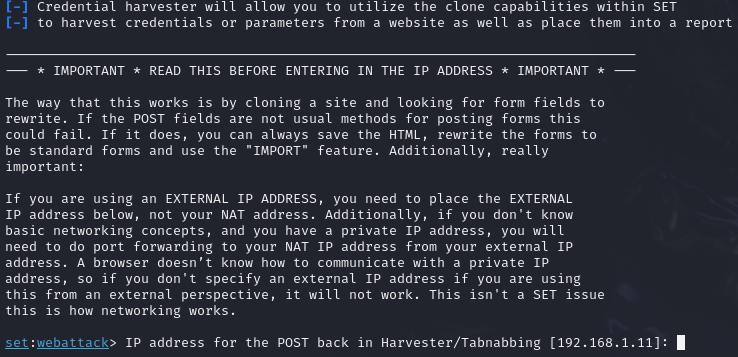 [-] Credential harvester will allow you to utilize the clone capabilities within SET
[-] to harvest credentials or parameters from a website as well as place them into a report
-------------------------------------------------------------------------------
--- * IMPORTANT * READ THIS BEFORE ENTERING IN THE IP ADDRESS * IMPORTANT * ---
The way that this works is by cloning a site and looking for form fields to
rewrite. If the POST fields are not usual methods for posting forms this
could fail. If it does, you can always save the HTML, rewrite the forms to
be standard forms and use the "IMPORT" feature. Additionally, really
important:
If you are using an EXTERNAL IP ADDRESS, you need to place the EXTERNAL
IP address below, not your NAT address. Additionally, if you don't know
basic networking concepts, and you have a private IP address, you will
need to do port forwarding to your NAT IP address from your external IP
address. A browser doesn’t know how to communicate with a private IP
address, so if you don't specify an external IP address if you are using
this from an external perspective, it will not work. This isn't a SET issue
this is how networking works.
set:webattack> IP address for the POST back in Harvester/Tabnabbing [192.168.1.11]: